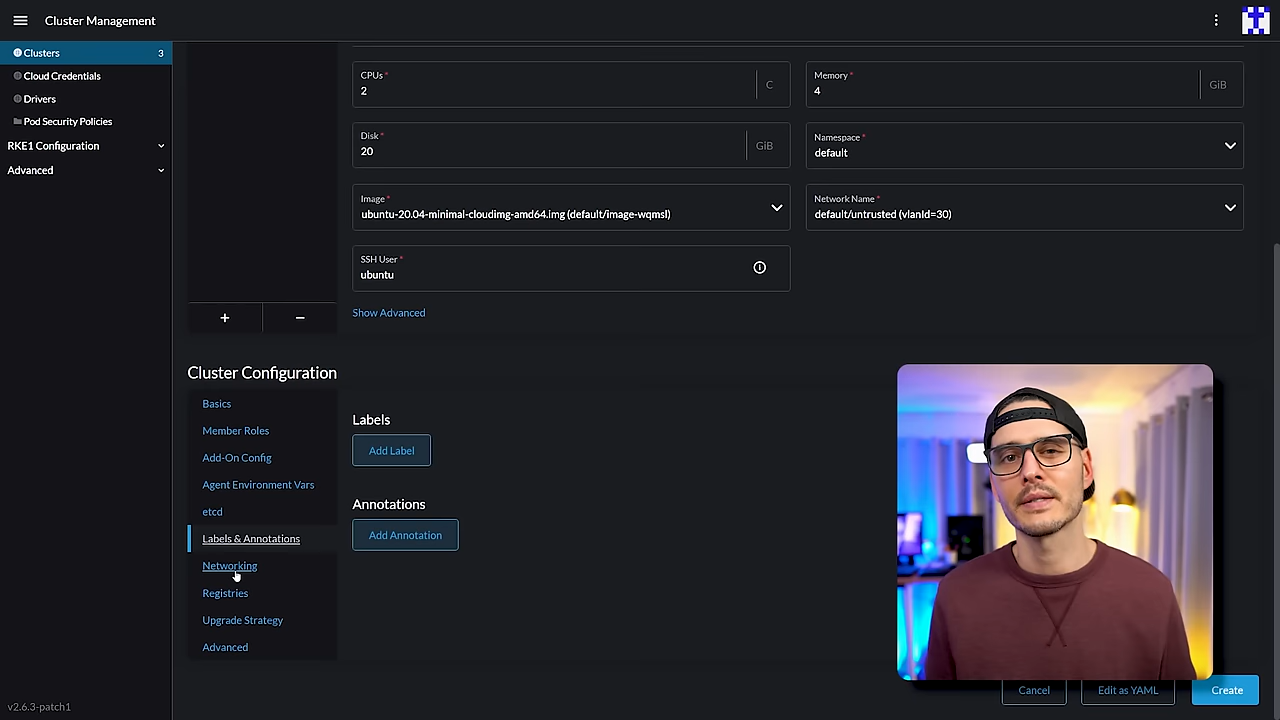 Cluster Management
Clusters 3
Cloud Credentials
Drivers
Pod Security Policies
RKE1 Configuration
Advanced
CPUs *
2 C
Memory *
4 GiB
Disk *
20 GiB
Namespace *
default
Image *
ubuntu-20.04-minimal-cloudimg-amd64.img (default/image-wqmsl)
Network Name *
default/untrusted (vlanId=30)
SSH User *
ubuntu
+ −
Show Advanced
Cluster Configuration
Basics
Member Roles
Add-On Config
Agent Environment Vars
etcd
Labels & Annotations
Networking
Registries
Upgrade Strategy
Advanced
Labels
Add Label
Annotations
Add Annotation
Cancel
Edit as YAML
Create
v2.6.3-patch1